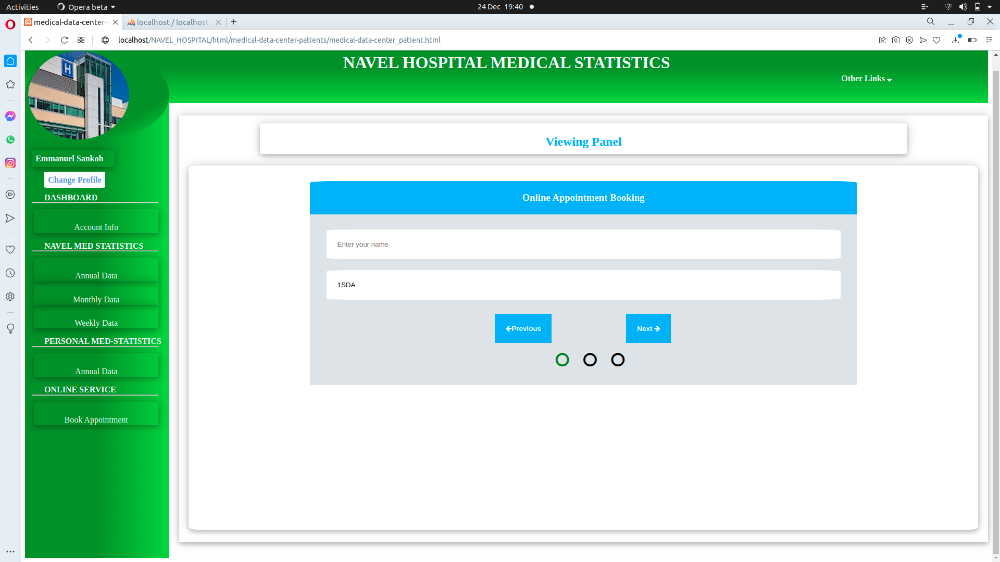 Activities
Opera beta
24 Dec 19:40
medical-data-center-
localhost / localhost /
localhost/NAVEL_HOSPITAL/html/medical-data-center-patients/medical-data-center_patient.html
H
NAVEL HOSPITAL MEDICAL STATISTICS
Other Links
Viewing Panel
Emmanuel Sankoh
Change Profile
DASHBOARD
Account Info
NAVEL MED STATISTICS
Annual Data
Monthly Data
Weekly Data
PERSONAL MED-STATISTICS
Annual Data
ONLINE SERVICE
Book Appointment
Online Appointment Booking
Enter your name
1SDA
Previous
Next